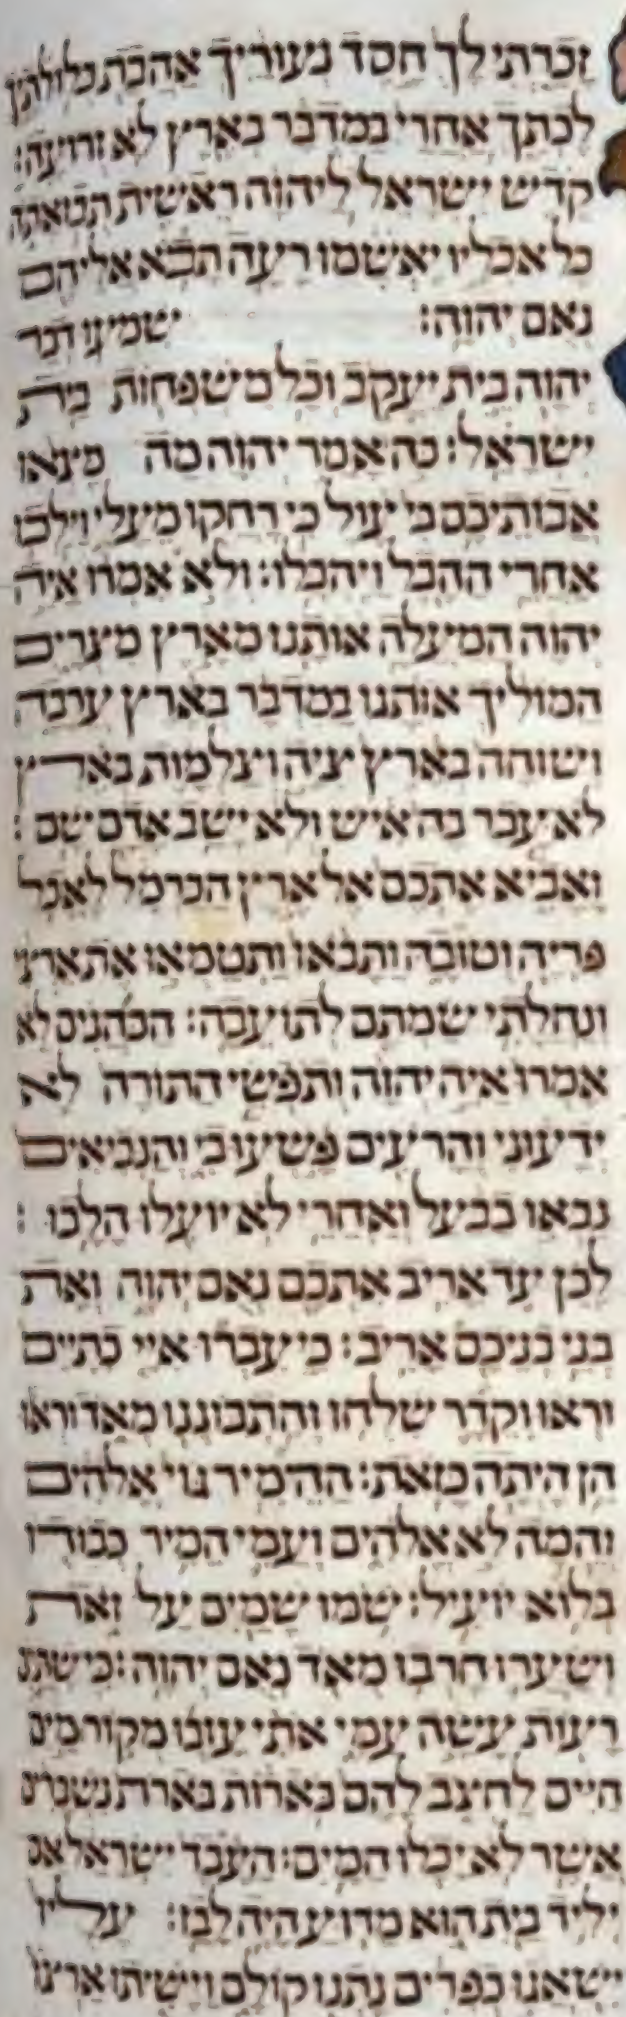 זכרתי לך חסד נעוריך אהבת כלולתיך
לכתך אחרי במדבר בארץ לא זרועה׃
קדש ישראל ליהוה ראשית תבואתה
כל אכליו יאשמו רעה תבא אליהם
נאם יהוה׃ שמעו דבר
יהוה בית יעקב וכל משפחות בית
ישראל׃ כה אמר יהוה מה מצאו
אבותיכם בי עול כי רחקו מעלי וילכו
אחרי ההבל ויהבלו׃ ולא אמרו איה
יהוה המעלה אותנו מארץ מצרים
המוליך אותנו במדבר בארץ ערבה
ושוחה בארץ ציה וצלמות בארץ
לא עבר בה איש ולא ישב אדם שם׃
ואביא אתכם אל ארץ הכרמל לאכל
פריה וטובה ותבאו ותטמאו את ארצי
ונחלתי שמתם לתועבה׃ הכהנים לא
אמרו איה יהוה ותפשי התורה לא
ידעוני והרעים פשעו בי והנביאים
נבאו בבעל ואחרי לא יועלו הלכו׃
לכן עד אריב אתכם נאם יהוה ואת
בני בניכם אריב׃ כי עברו איי כתיים
וראו וקדר שלחו והתבוננו מאד וראו
הן היתה כזאת׃ ההמיר גוי אלהים
והמה לא אלהים ועמי המיר כבודו
בלוא יועיל׃ שמו שמים על זאת
ושערו חרבו מאד נאם יהוה׃ כי שתים
רעות עשה עמי אתי עזבו מקור מים
חיים לחצב להם בארות בארת נשברים
אשר לא יכלו המים׃ העבד ישראל אם
יליד בית הוא מדוע היה לבז׃ עליו
ישאגו כפרים נתנו קולם וישיתו ארצו